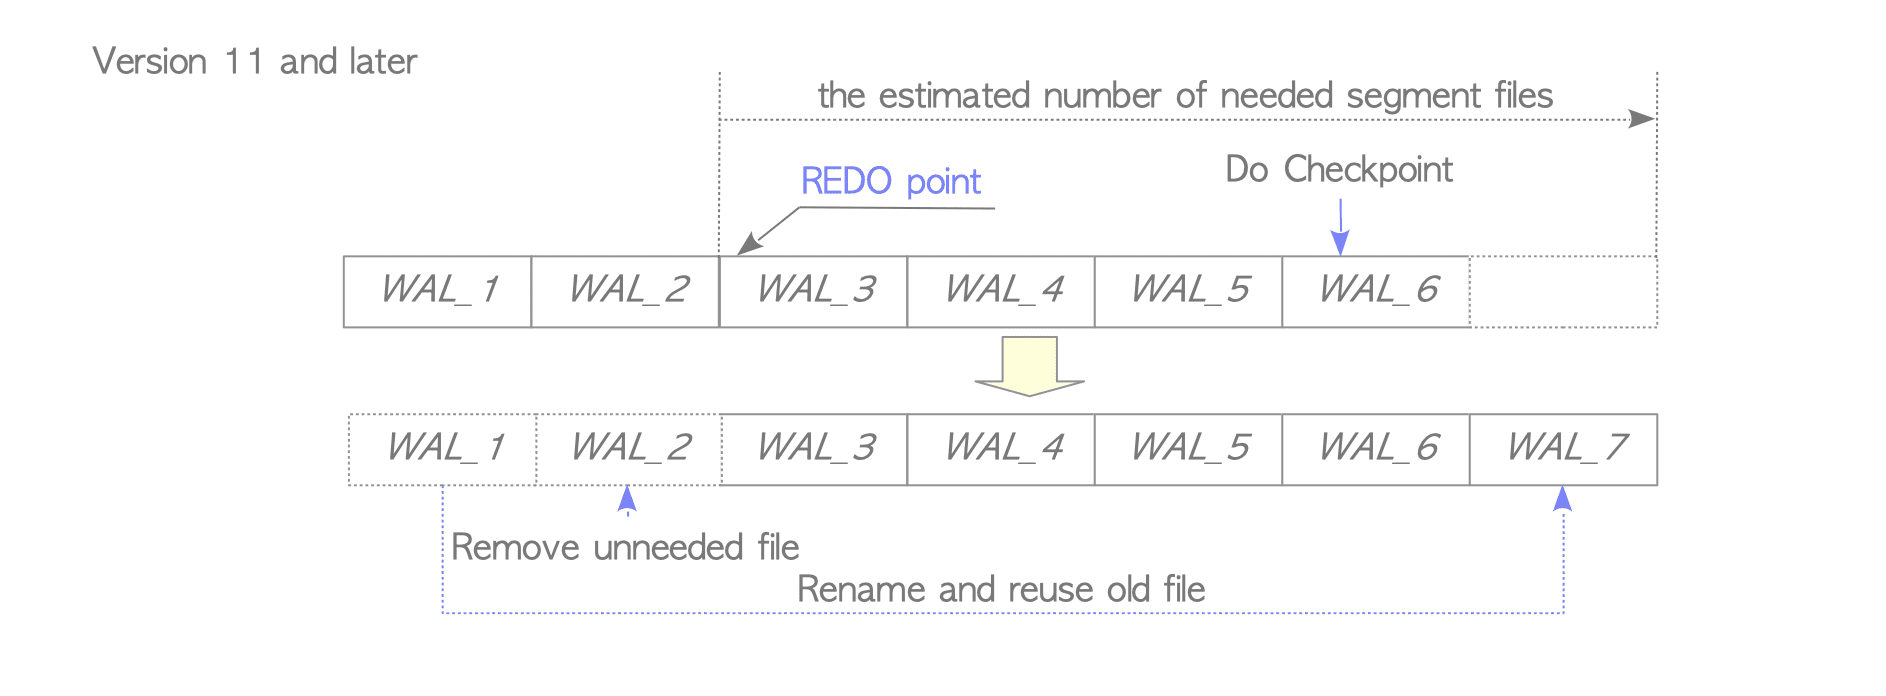 Version 11 and later
the estimated number of needed segment files
REDO point
Do Checkpoint
WAL_1 WAL_2 WAL_3 WAL_4 WAL_5 WAL_6
WAL_1 WAL_2 WAL_3 WAL_4 WAL_5 WAL_6 WAL_7
Remove unneeded file
Rename and reuse old file